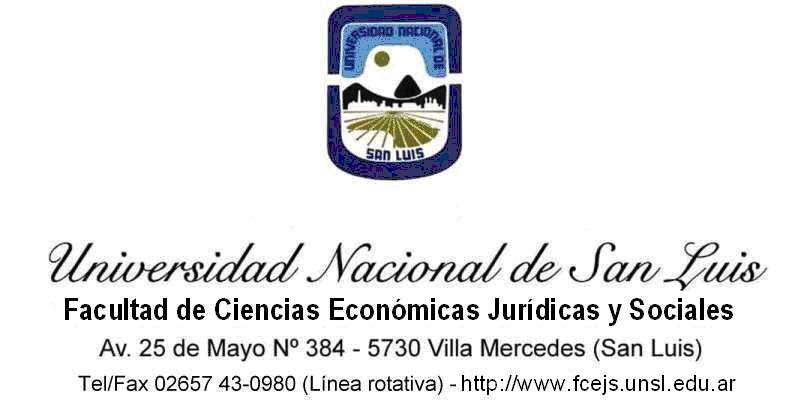 UNIVERSIDAD NACIONAL DE
SAN LUIS
Universidad Nacional de San Luis
Facultad de Ciencias Económicas Jurídicas y Sociales
Av. 25 de Mayo Nº 384 - 5730 Villa Mercedes (San Luis)
Tel/Fax 02657 43-0980 (Línea rotativa) - http://www.fcejs.unsl.edu.ar